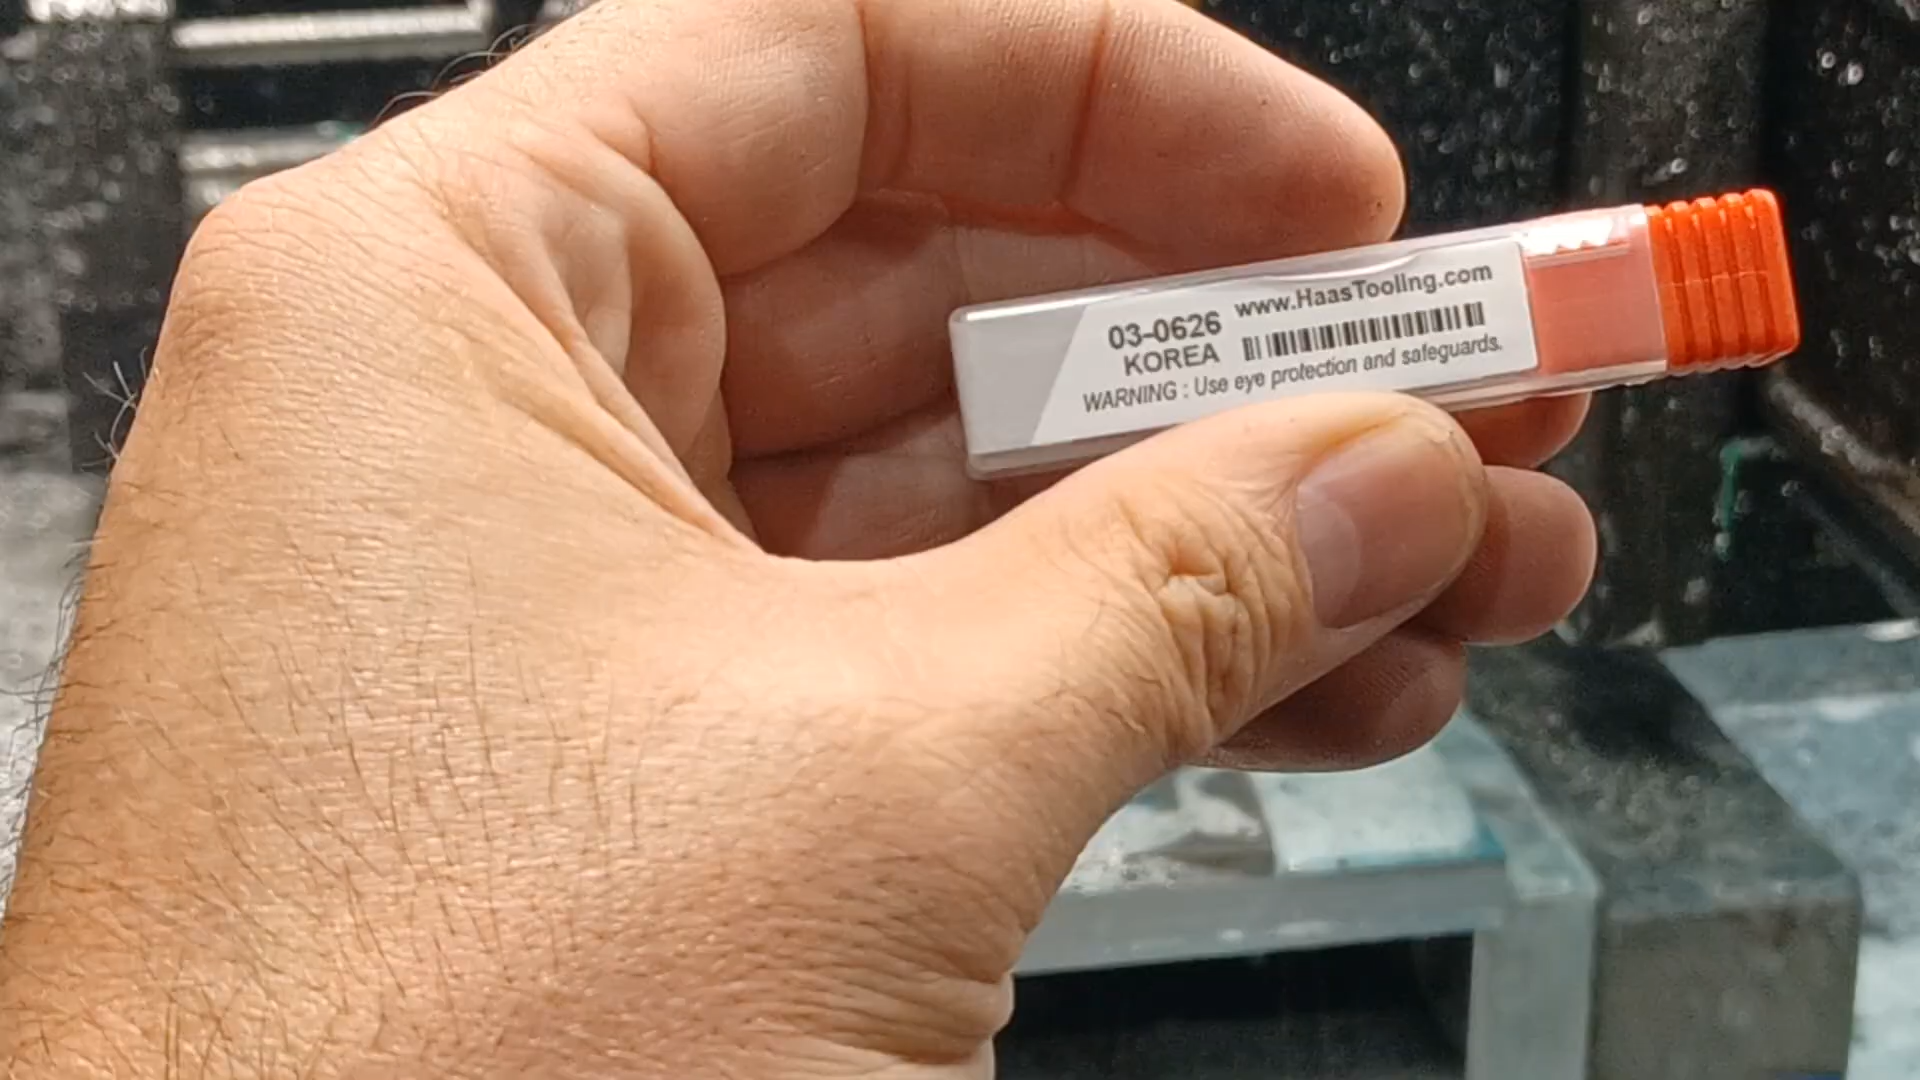 www.HaasTooling.com
03-0626
KOREA
WARNING : Use eye protection and safeguards.